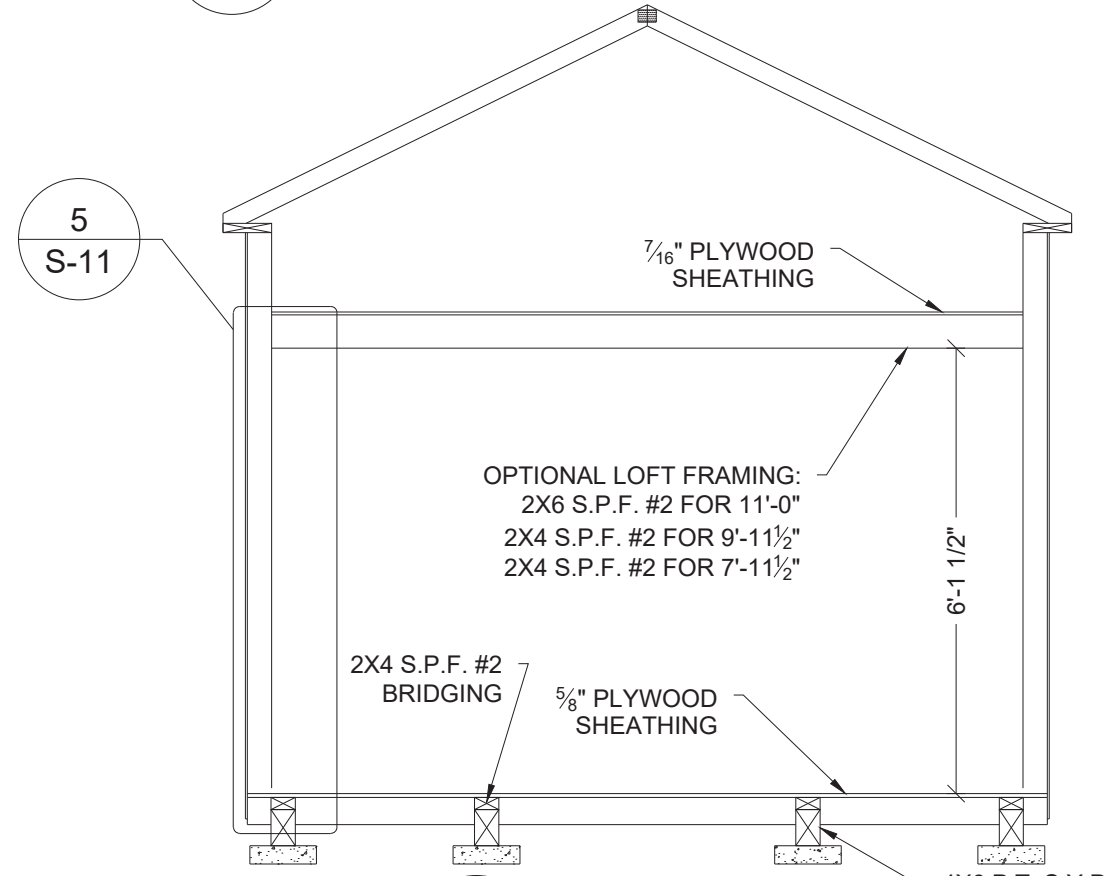 5
S-11
7⁄16" PLYWOOD
SHEATHING
OPTIONAL LOFT FRAMING:
2X6 S.P.F. #2 FOR 11'-0"
2X4 S.P.F. #2 FOR 9'-11½"
2X4 S.P.F. #2 FOR 7'-11½"
6'-1 1/2"
2X4 S.P.F. #2
BRIDGING
⅝" PLYWOOD
SHEATHING